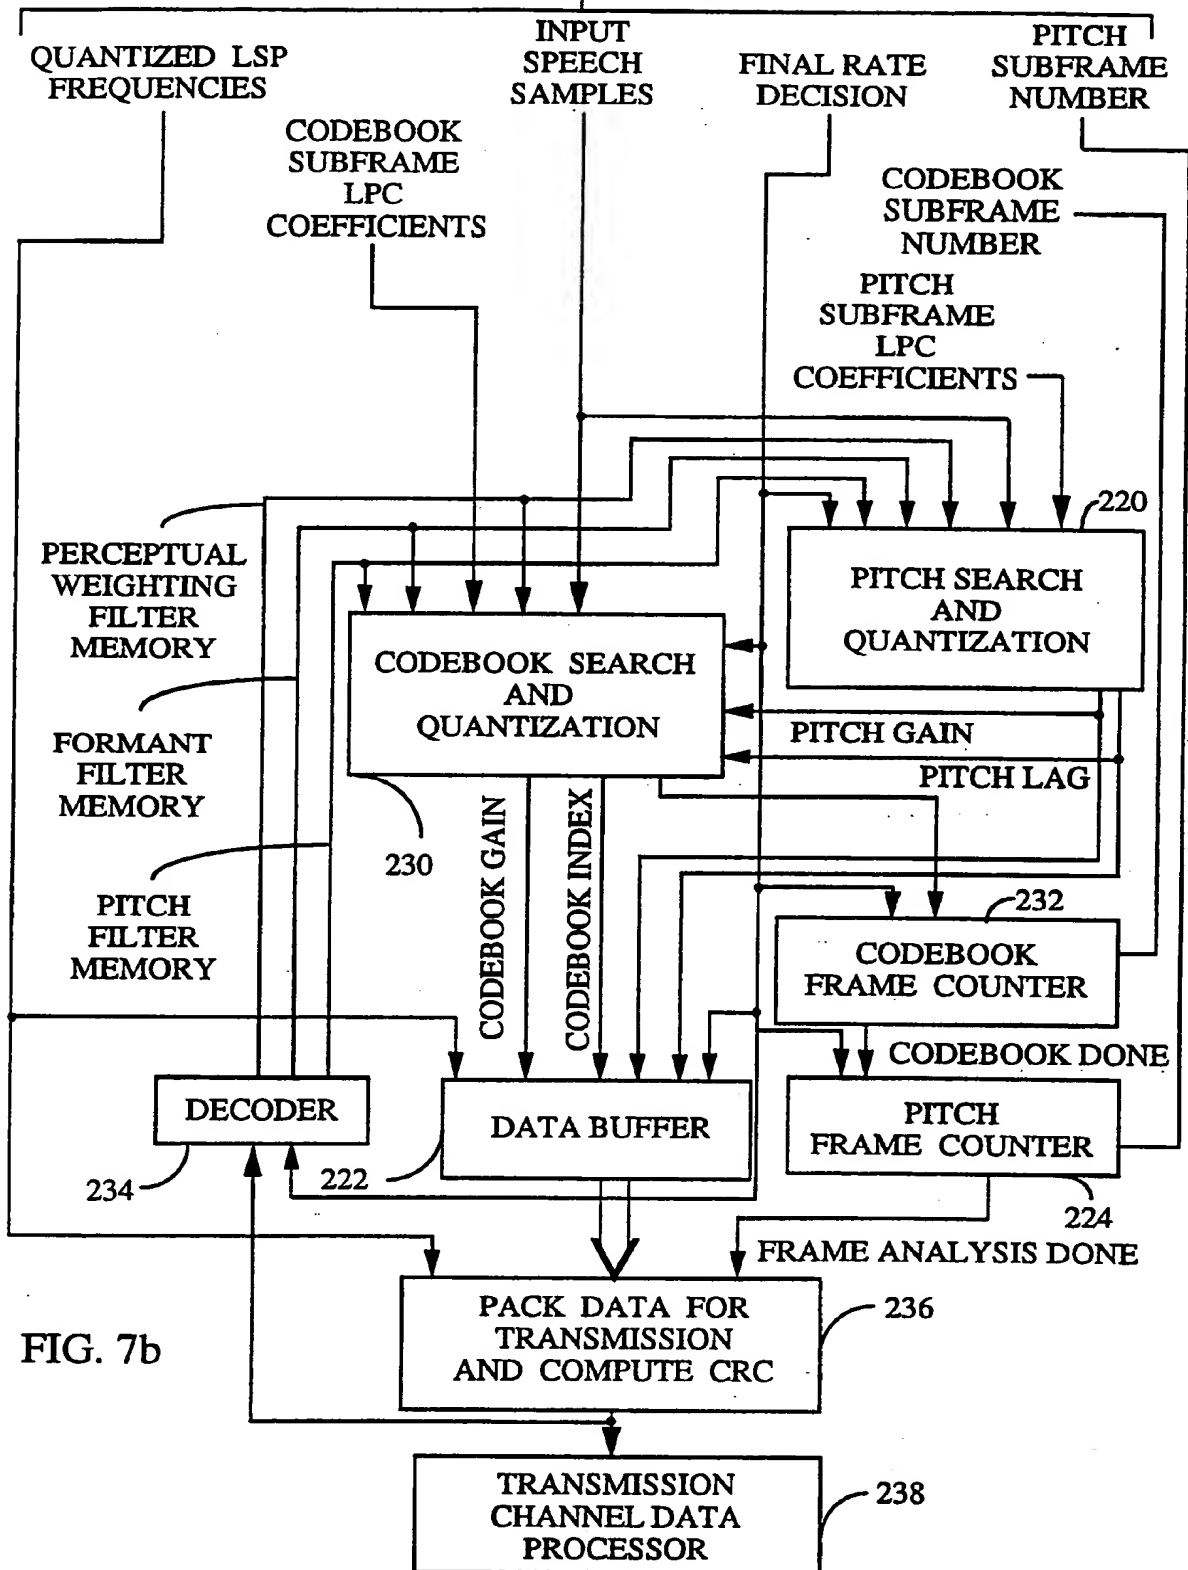 QUANTIZED LSP
FREQUENCIES
INPUT
SPEECH
SAMPLES
FINAL RATE
DECISION
PITCH
SUBFRAME
NUMBER
CODEBOOK
SUBFRAME
LPC
COEFFICIENTS
CODEBOOK
SUBFRAME
NUMBER
PITCH
SUBFRAME
LPC
COEFFICIENTS
220
PERCEPTUAL
WEIGHTING
FILTER
MEMORY
PITCH SEARCH
AND
QUANTIZATION
CODEBOOK SEARCH
AND
QUANTIZATION
FORMANT
FILTER
MEMORY
PITCH GAIN
PITCH LAG
230
CODEBOOK GAIN
CODEBOOK INDEX
PITCH
FILTER
MEMORY
232
CODEBOOK
FRAME COUNTER
CODEBOOK DONE
DECODER
DATA BUFFER
PITCH
FRAME COUNTER
234
222
224
FRAME ANALYSIS DONE
PACK DATA FOR
TRANSMISSION
AND COMPUTE CRC
236
FIG. 7b
TRANSMISSION
CHANNEL DATA
PROCESSOR
238